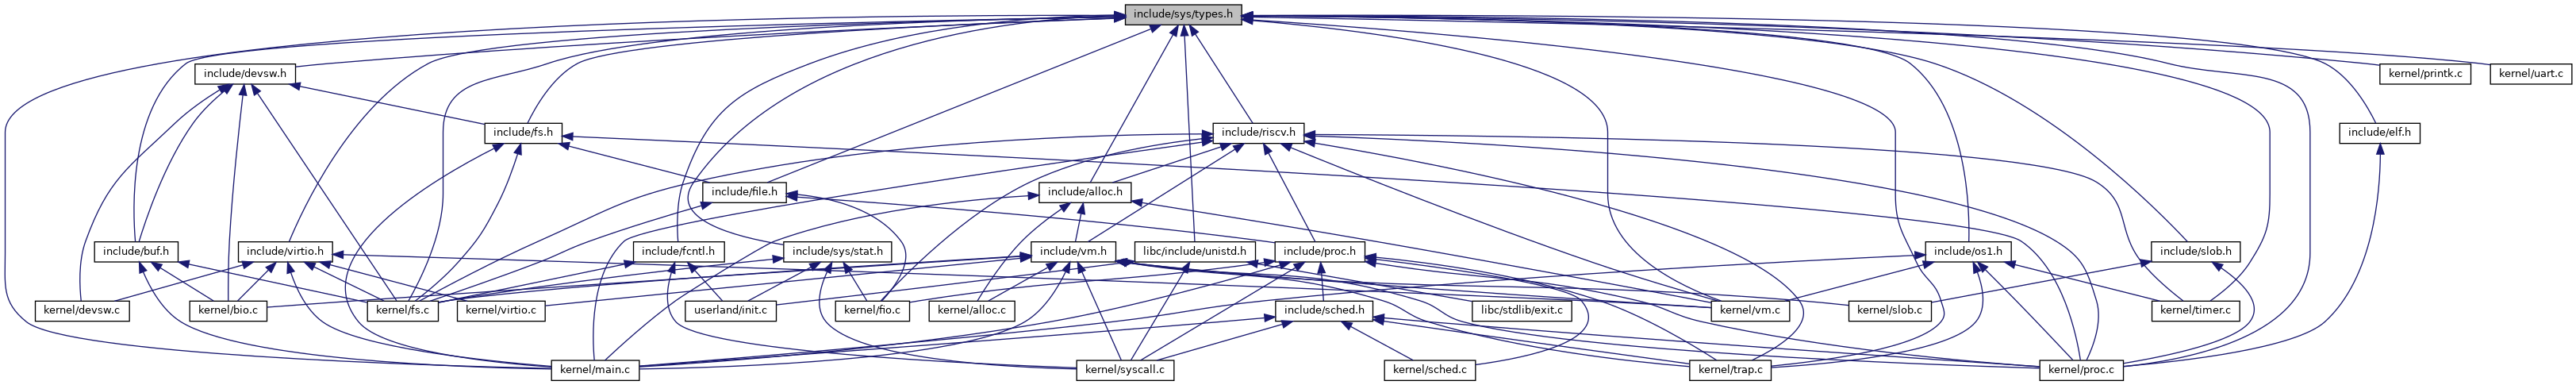 include/sys/types.h
include/devsw.h
kernel/printk.c
kernel/uart.c
include/fs.h
include/riscv.h
include/elf.h
include/file.h
include/alloc.h
include/buf.h
include/virtio.h
include/fcntl.h
include/sys/stat.h
include/vm.h
libc/include/unistd.h
include/proc.h
include/os1.h
include/slob.h
kernel/devsw.c
kernel/bio.c
kernel/fs.c
kernel/virtio.c
userland/init.c
kernel/fio.c
kernel/alloc.c
include/sched.h
libc/stdlib/exit.c
kernel/vm.c
kernel/slob.c
kernel/timer.c
kernel/main.c
kernel/syscall.c
kernel/sched.c
kernel/trap.c
kernel/proc.c